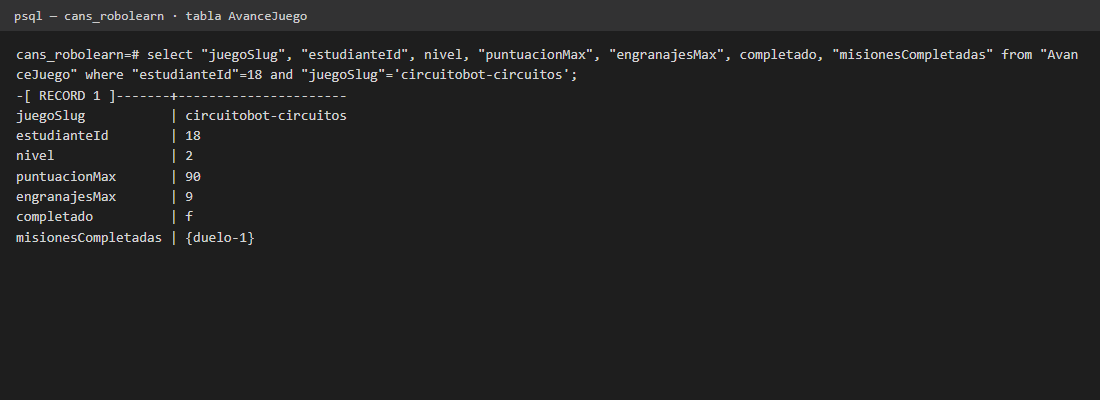 psql — cans_robolearn · tabla AvanceJuego
cans_robolearn=# select "juegoSlug", "estudianteId", nivel, "puntuacionMax", "engranajesMax", completado, "misionesCompletadas" from "Avan
ceJuego" where "estudianteId"=18 and "juegoSlug"='circuitobot-circuitos';
-[ RECORD 1 ]-------+----------------------
juegoSlug           | circuitobot-circuitos
estudianteId        | 18
nivel               | 2
puntuacionMax       | 90
engranajesMax       | 9
completado          | f
misionesCompletadas | {duelo-1}